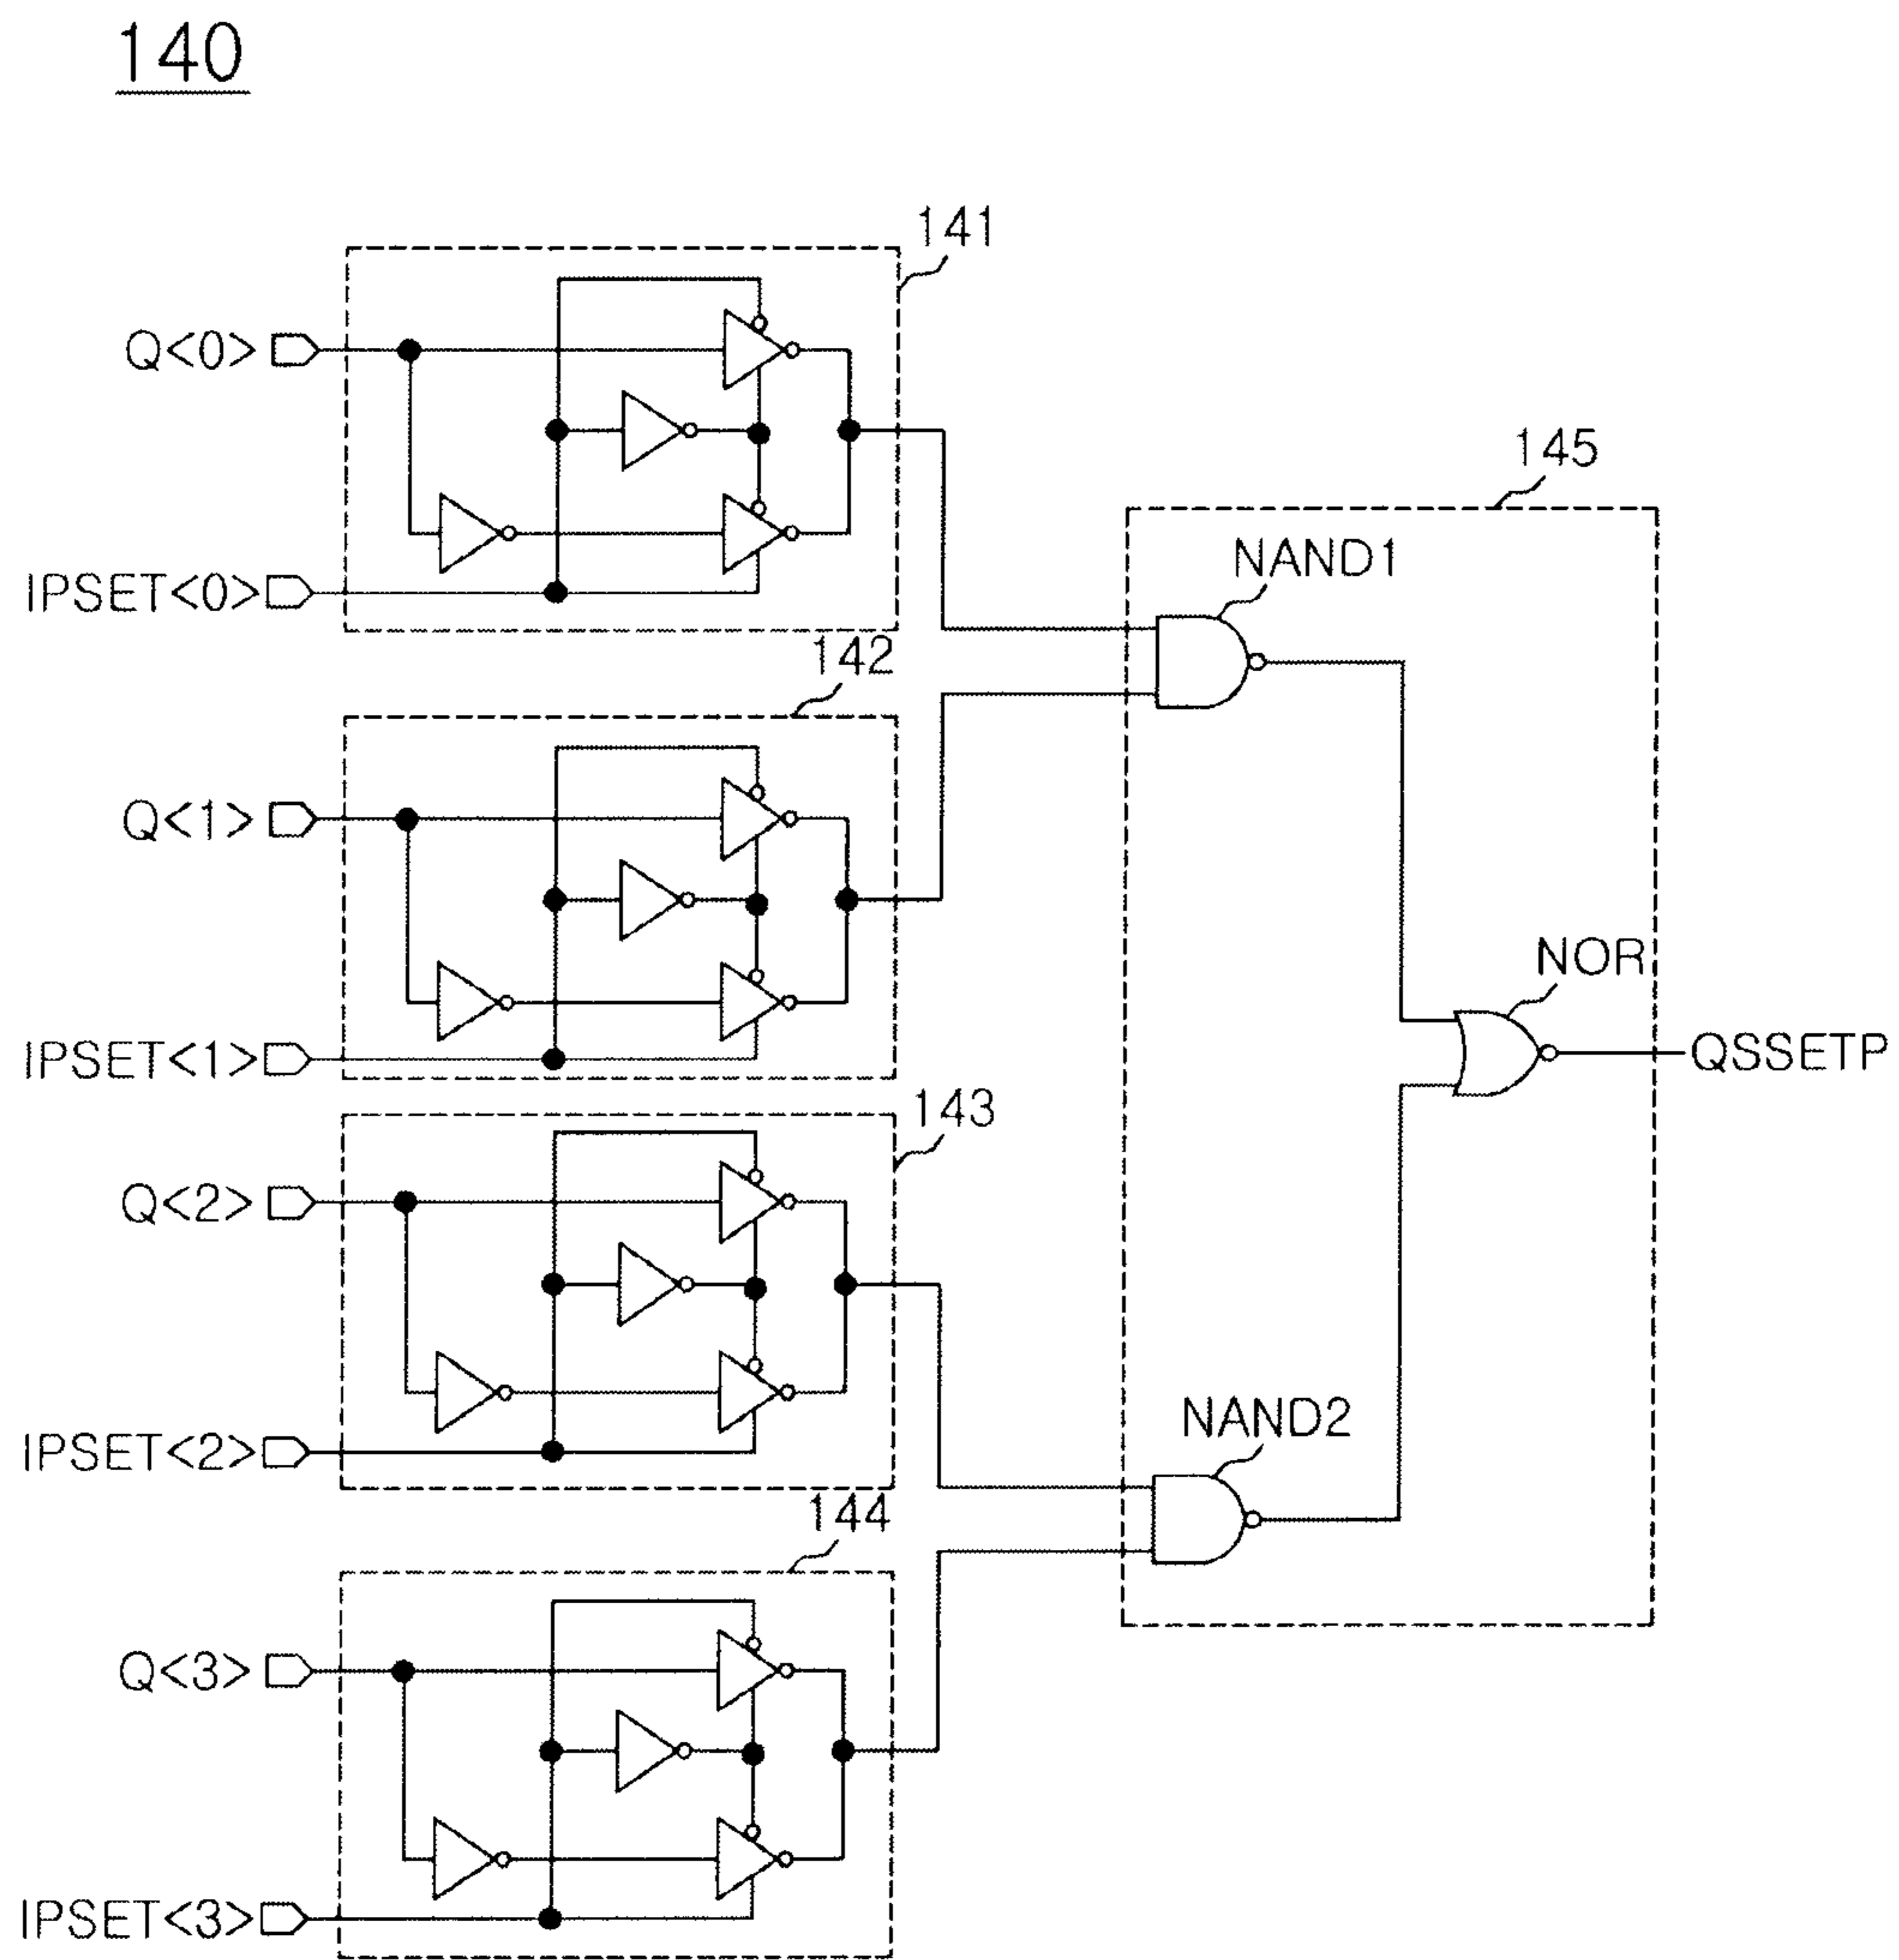 140
141
Q<0>
IPSET<0>
142
Q<1>
IPSET<1>
143
Q<2>
IPSET<2>
144
Q<3>
IPSET<3>
145
NAND1
NOR
QSSETP
NAND2